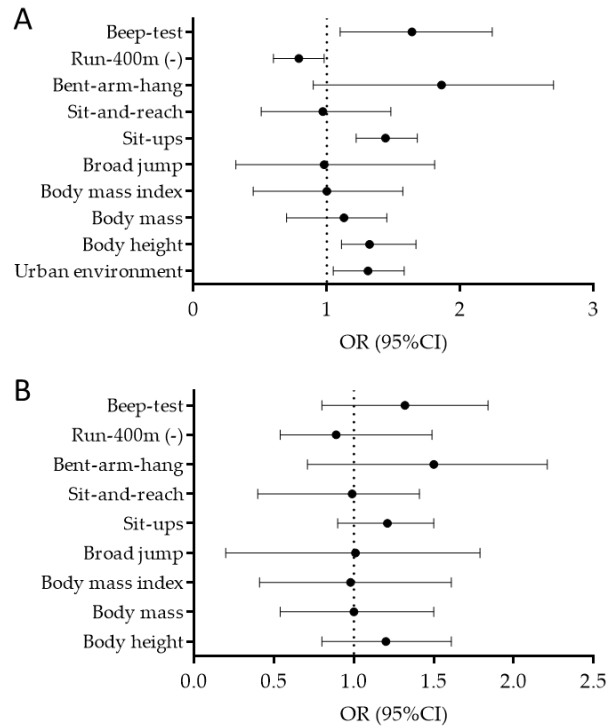 A
Beep-test
Run-400m (-)
Bent-arm-hang
Sit-and-reach
Sit-ups
Broad jump
Body mass index
Body mass
Body height
Urban environment
0 1 2 3
OR (95%CI)
B
Beep-test
Run-400m (-)
Bent-arm-hang
Sit-and-reach
Sit-ups
Broad jump
Body mass index
Body mass
Body height
0.0 0.5 1.0 1.5 2.0 2.5
OR (95%CI)